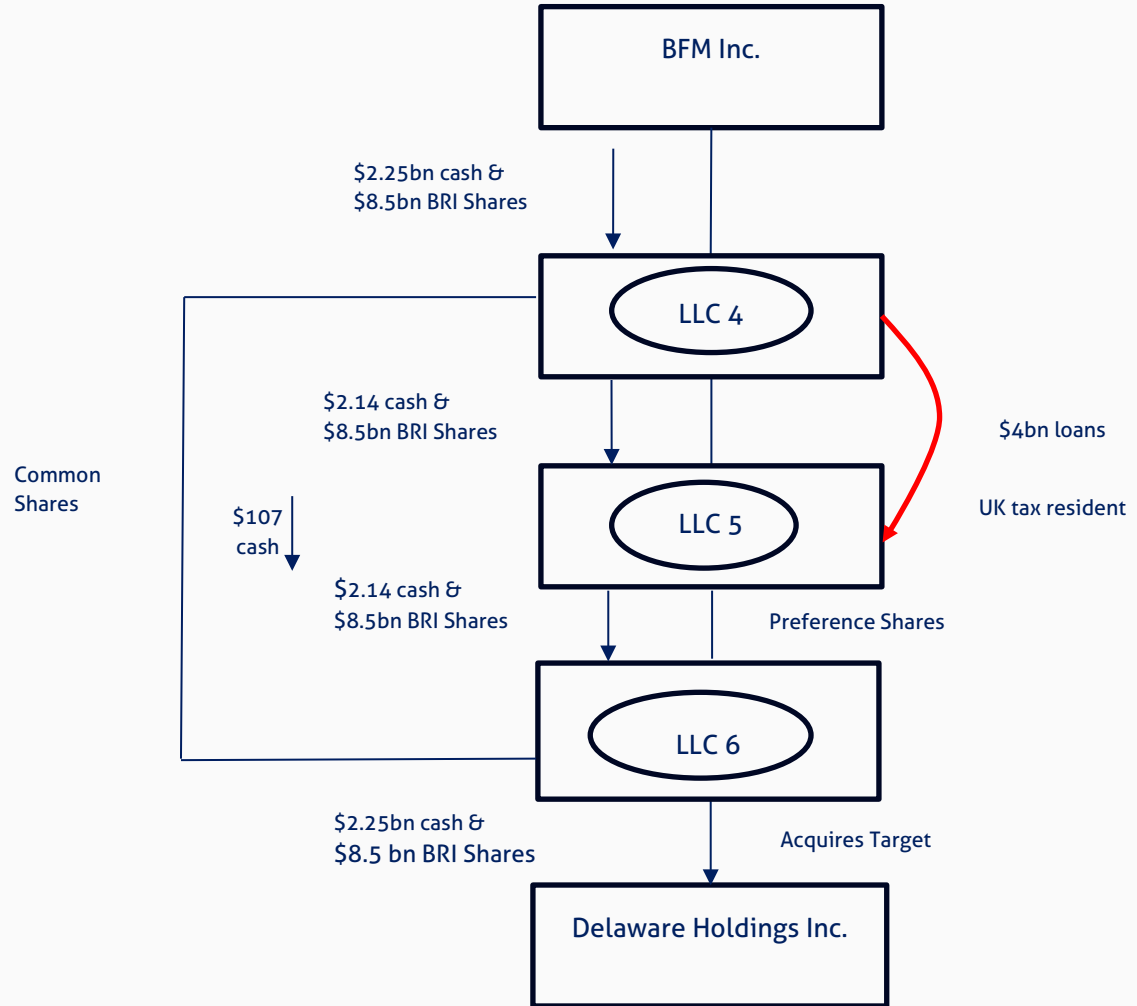 BFM Inc.
$2.25bn cash &
$8.5bn BRI Shares
LLC 4
$2.14 cash &
$8.5bn BRI Shares
$4bn loans
Common
Shares
UK tax resident
$107
cash
LLC 5
$2.14 cash &
$8.5bn BRI Shares
Preference Shares
LLC 6
$2.25bn cash &
$8.5 bn BRI Shares
Acquires Target
Delaware Holdings Inc.